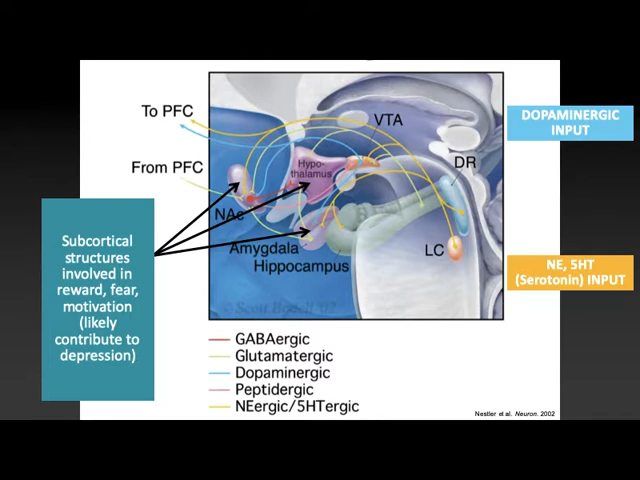 To PFC
VTA
DOPAMINERGIC
INPUT
From PFC
Hypo-
thalamus
DR
NAc
Subcortical
structures
involved in
reward, fear,
motivation
(likely
contribute to
depression)
Amygdala
Hippocampus
LC
NE, 5HT
(Serotonin) INPUT
GABAergic
Glutamatergic
Dopaminergic
Peptidergic
NEergic/5HTergic
Nestler et al. Neuron. 2002